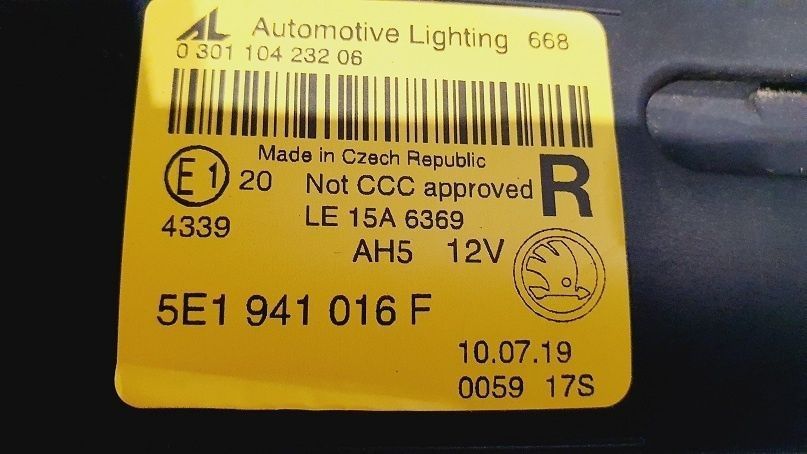 AL Automotive Lighting 668
0 301 104 232 06
Made in Czech Republic
E1 20 Not CCC approved R
4339 LE 15A 6369
AH5 12V
5E1 941 016 F
10.07.19
0059 17S